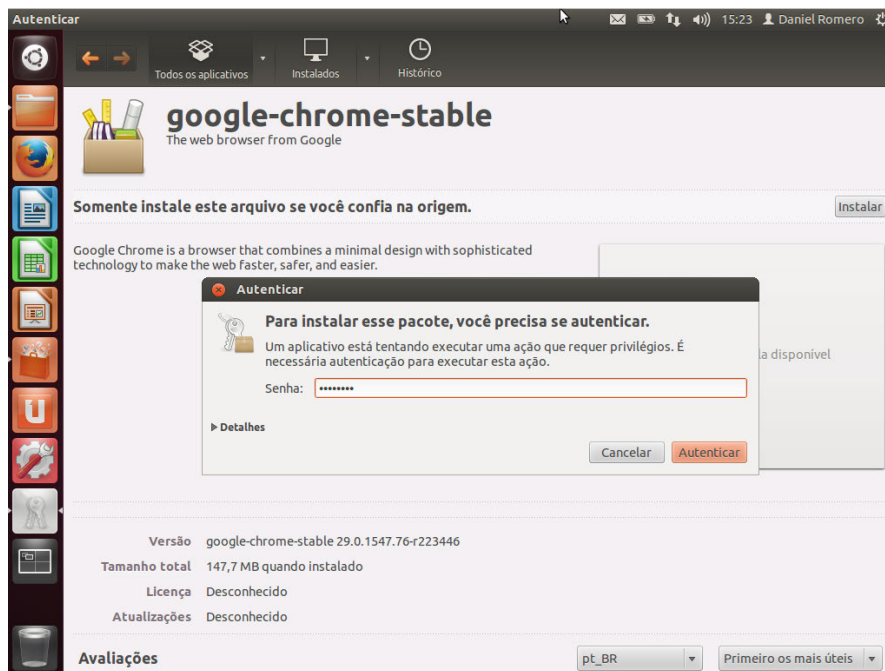 Autenticar
15:23 Daniel Romero
Todos os aplicativos
Instalados
Histórico
google-chrome-stable
The web browser from Google
Somente instale este arquivo se você confia na origem.
Instalar
Google Chrome is a browser that combines a minimal design with sophisticated
technology to make the web faster, safer, and easier.
Autenticar
Para instalar esse pacote, você precisa se autenticar.
Um aplicativo está tentando executar uma ação que requer privilégios. É
necessária autenticação para executar esta ação.
la disponível
Senha: ••••••••
Detalhes
Cancelar
Autenticar
Versão google-chrome-stable 29.0.1547.76-r223446
Tamanho total 147,7 MB quando instalado
Licença Desconhecido
Atualizações Desconhecido
Avaliações
pt_BR
Primeiro os mais úteis